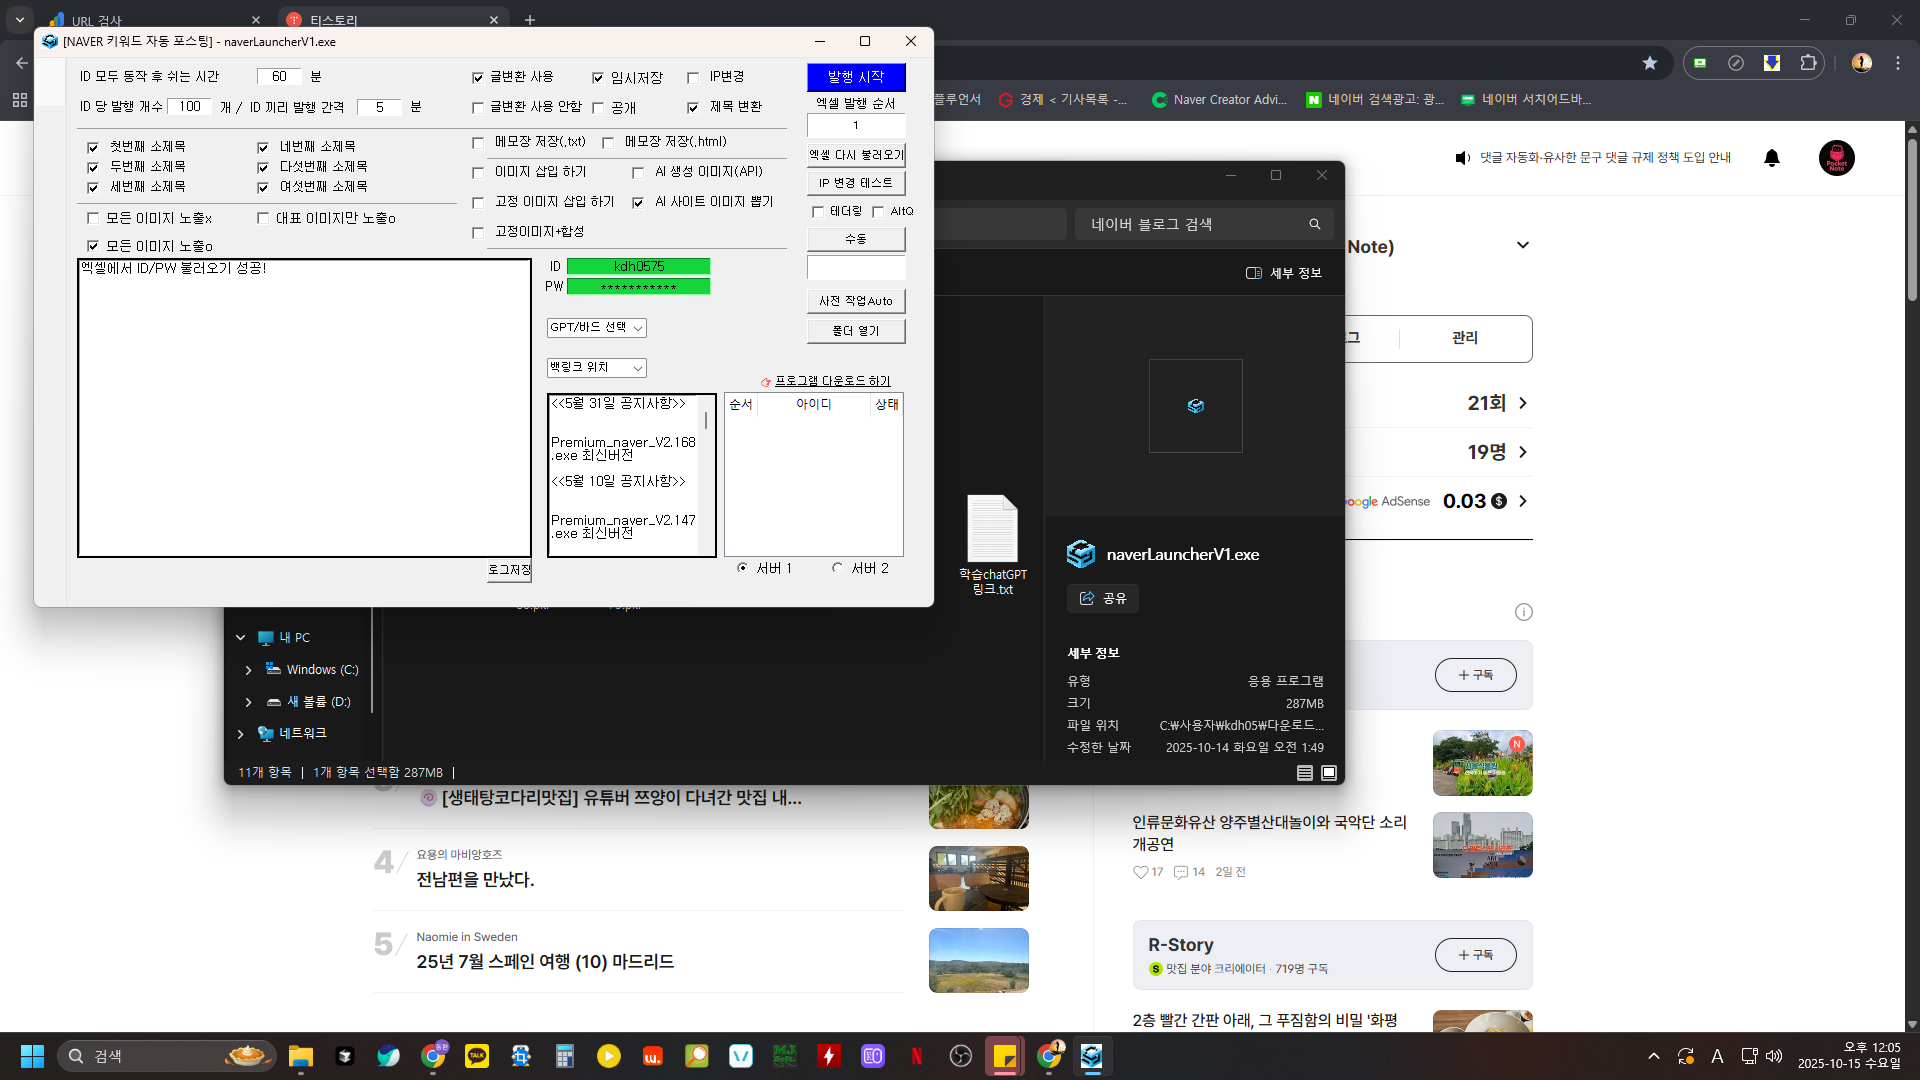 URL 검사
티스토리
[NAVER 키워드 자동 포스팅] - naverLauncherV1.exe
플루언서
경제 < 기사목록 -...
Naver Creator Advi...
네이버 검색광고: 광...
네이버 서치어드바...
ID 모두 동작 후 쉬는 시간 60 분
ID 당 발행 개수 100 개 / ID 끼리 발행 간격 5 분
글변환 사용
임시저장
IP변경
글변환 사용 안함
공개
제목 변환
첫번째 소제목
네번째 소제목
두번째 소제목
다섯번째 소제목
세번째 소제목
여섯번째 소제목
모든 이미지 노출x
대표 이미지만 노출o
모든 이미지 노출o
메모장 저장(.txt)
메모장 저장(.html)
이미지 삽입 하기
AI 생성 이미지(API)
고정 이미지 삽입 하기
AI 사이트 이미지 뽑기
고정이미지+합성
발행 시작
엑셀 발행 순서
1
엑셀 다시 불러오기
IP 변경 테스트
테더링
AltQ
수동
사전 작업Auto
폴더 열기
엑셀에서 ID/PW 불러오기 성공!
ID kdh0575
PW ***********
GPT/바드 선택
백링크 위치
프로그램 다운로드 하기
<<5월 31일 공지사항>>
Premium_naver_V2.168
.exe 최신버전
<<5월 10일 공지사항>>
Premium_naver_V2.147
.exe 최신버전
순서 아이디 상태
로그저장
서버 1
서버 2
네이버 블로그 검색
세부 정보
학습chatGPT
링크.txt
naverLauncherV1.exe
공유
세부 정보
유형 응용 프로그램
크기 287MB
파일 위치 C:₩사용자₩kdh05₩다운로드...
수정한 날짜 2025-10-14 화요일 오전 1:49
내 PC
Windows (C:)
새 볼륨 (D:)
네트워크
11개 항목
1개 항목 선택함 287MB
댓글 자동화·유사한 문구 댓글 규제 정책 도입 안내
Pocket
Note
Note)
관리
21회
19명
oogle AdSense 0.03
+ 구독
[생태탕코다리맛집] 유튜버 쯔양이 다녀간 맛집 내...
4
요용의 마비앙호즈
전남편을 만났다.
5
Naomie in Sweden
25년 7월 스페인 여행 (10) 마드리드
인류문화유산 양주별산대놀이와 국악단 소리
개공연
17
14
2일 전
R-Story
맛집 분야 크리에이터 · 719명 구독
+ 구독
2층 빨간 간판 아래, 그 푸짐함의 비밀 '화평
검색
TALK
A
오후 12:05
2025-10-15 수요일